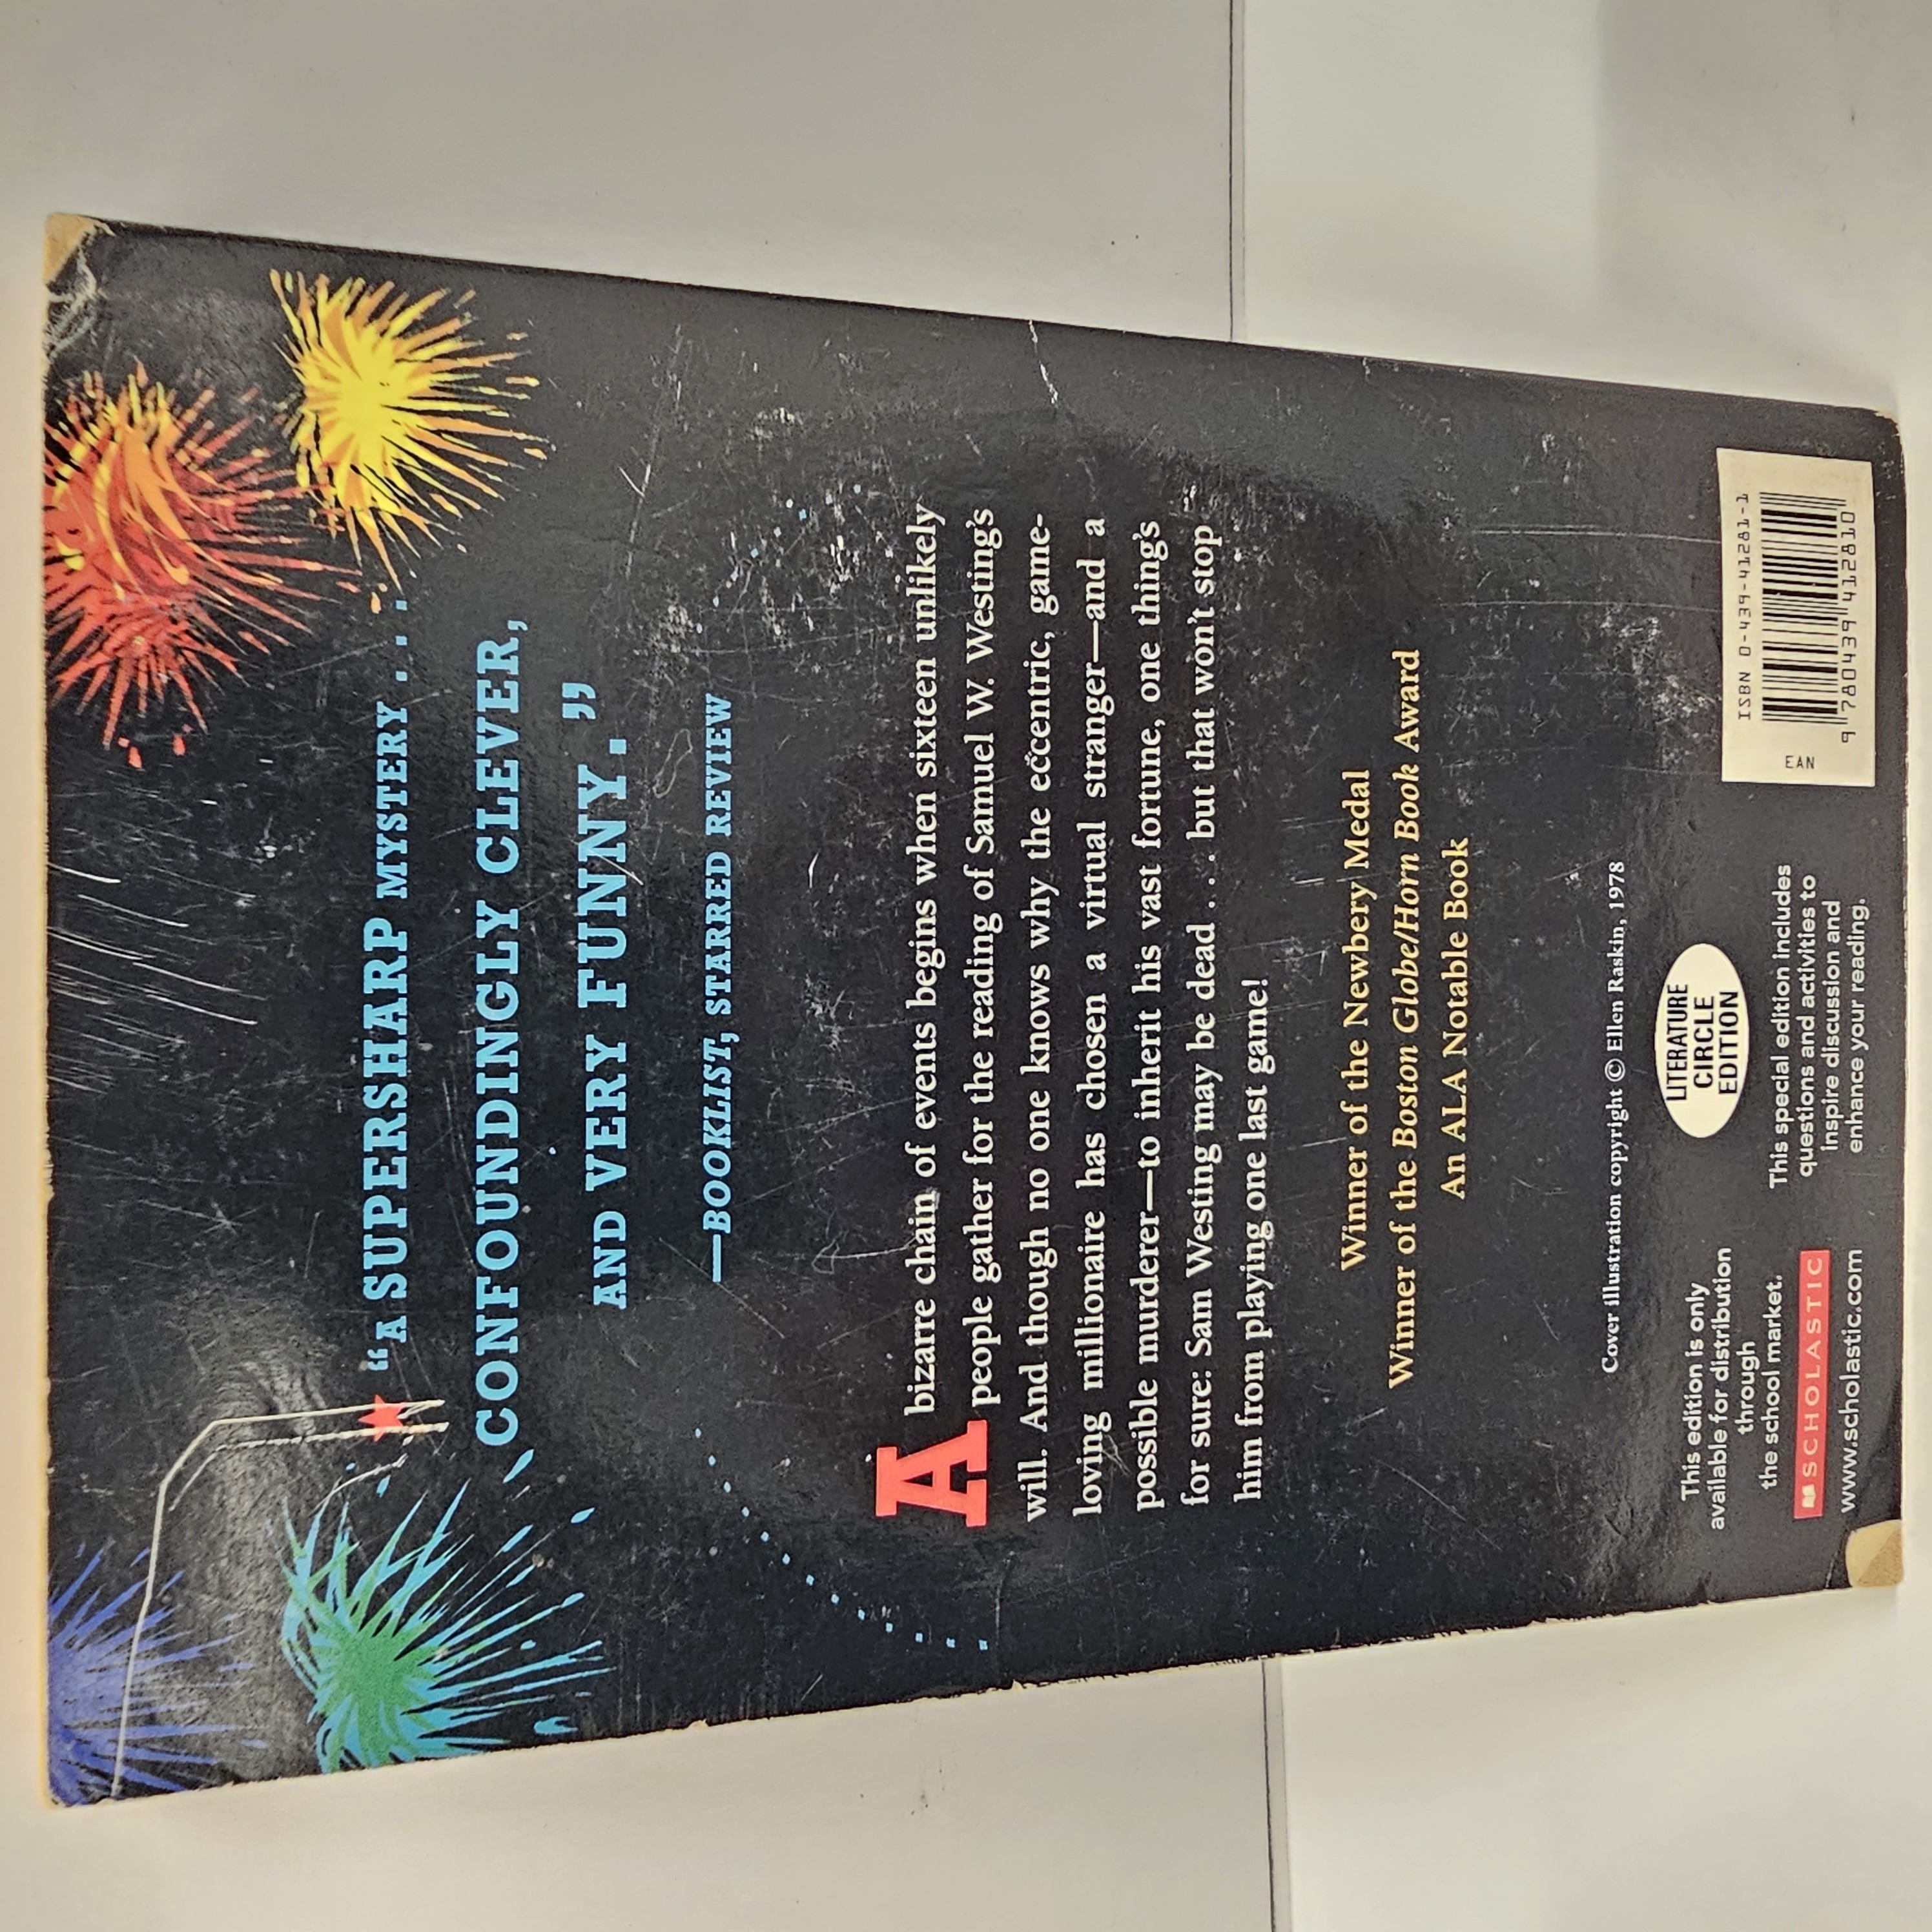 “A SUPERSHARP MYSTERY . . .
CONFOUNDINGLY CLEVER,
AND VERY FUNNY.”
—BOOKLIST, STARRED REVIEW
A bizarre chain of events begins when sixteen unlikely
people gather for the reading of Samuel W. Westing’s
will. And though no one knows why the eccentric, game-
loving millionaire has chosen a virtual stranger—and a
possible murderer—to inherit his vast fortune, one thing’s
for sure: Sam Westing may be dead . . . but that won’t stop
him from playing one last game!
Winner of the Newbery Medal
Winner of the Boston Globe/Horn Book Award
An ALA Notable Book
Cover illustration copyright © Ellen Raskin, 1978
This edition is only
available for distribution
through
the school market.
SCHOLASTIC
www.scholastic.com
LITERATURE
CIRCLE
EDITION
This special edition includes
questions and activities to
inspire discussion and
enhance your reading.
ISBN 0-439-41281-1
EAN
9 780439 412810